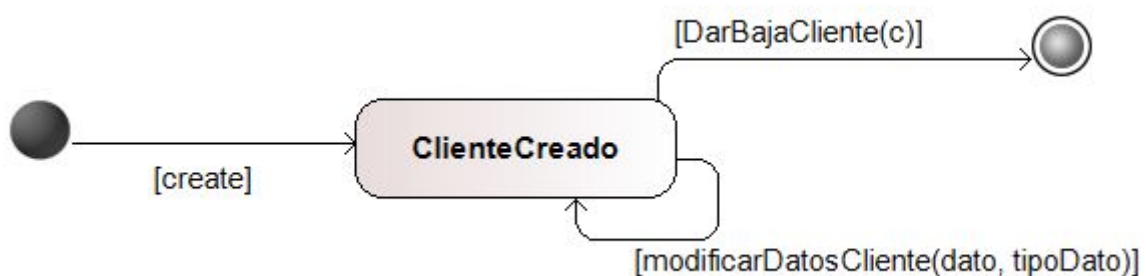 [DarBajaCliente(c)]
ClienteCreado
[create]
[modificarDatosCliente(dato, tipoDato)]